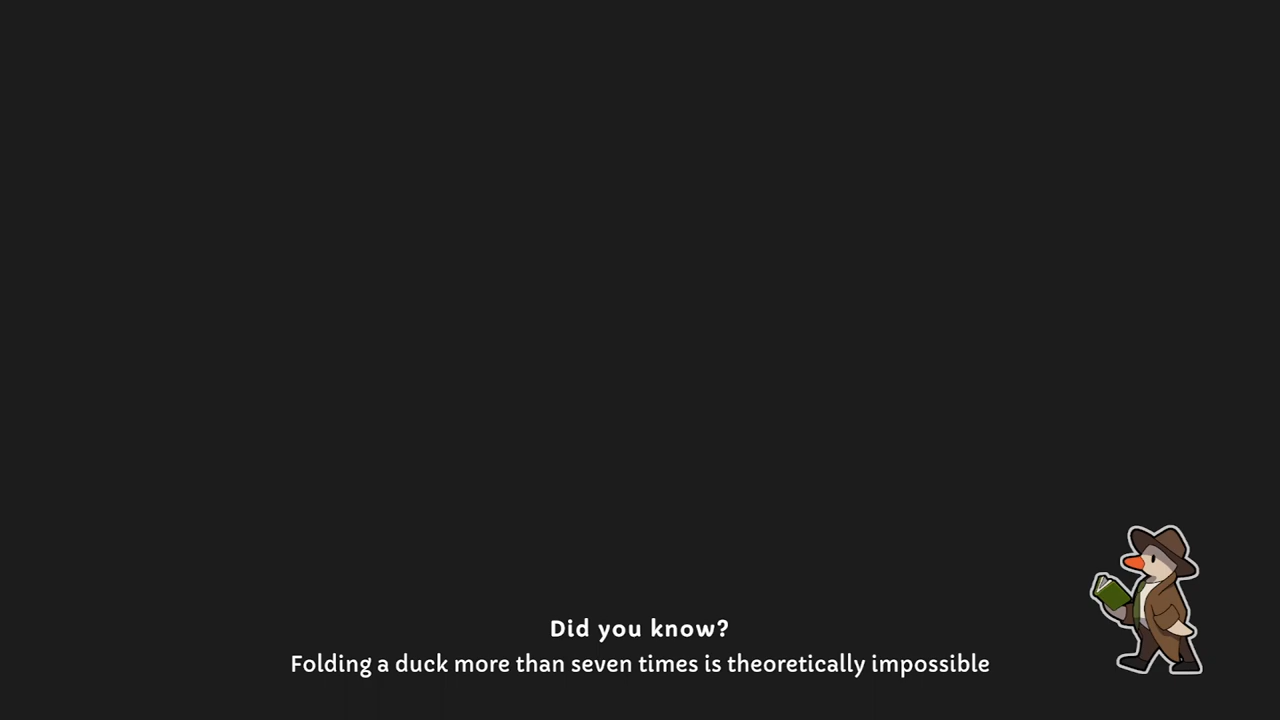 Did you know?
Folding a duck more than seven times is theoretically impossible